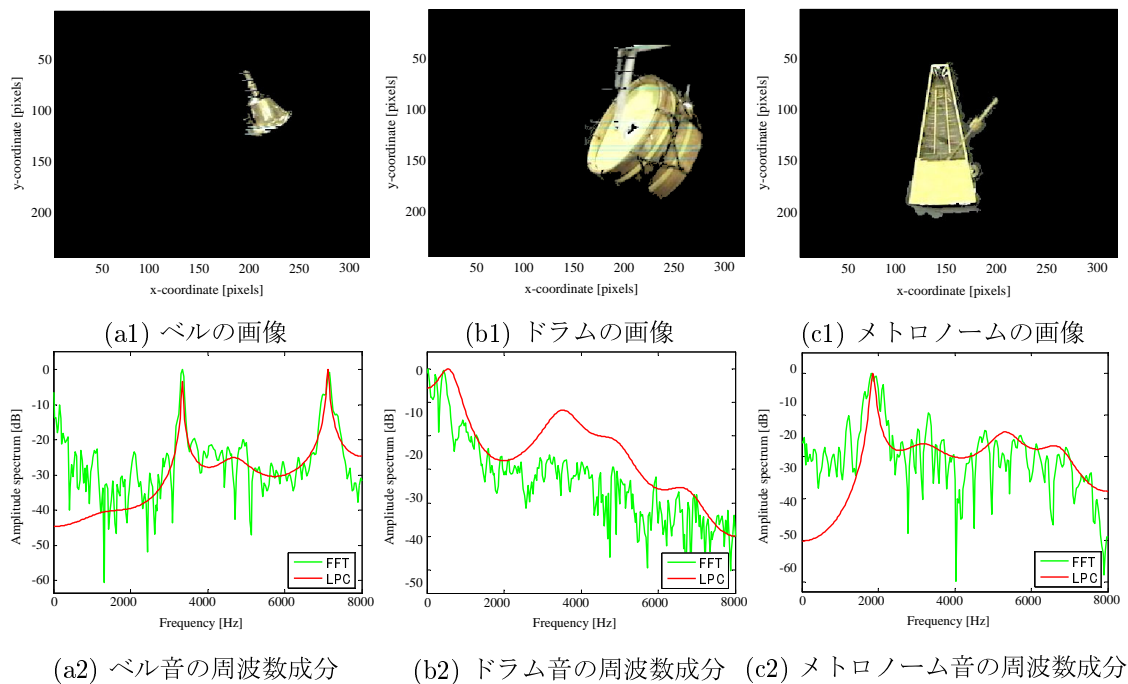 50
100
150
200
y-coordinate [pixels]
50 100 150 200 250 300
x-coordinate [pixels]
(a1) ベルの画像
50
100
150
200
y-coordinate [pixels]
50 100 150 200 250 300
x-coordinate [pixels]
(b1) ドラムの画像
50
100
150
200
y-coordinate [pixels]
50 100 150 200 250 300
x-coordinate [pixels]
(c1) メトロノームの画像
0
-10
-20
-30
-40
-50
-60
Amplitude spectrum [dB]
FFT
LPC
0 2000 4000 6000 8000
Frequency [Hz]
(a2) ベル音の周波数成分
0
-10
-20
-30
-40
-50
Amplitude spectrum [dB]
FFT
LPC
0 2000 4000 6000 8000
Frequency [Hz]
(b2) ドラム音の周波数成分
0
-10
-20
-30
-40
-50
-60
Amplitude spectrum [dB]
FFT
LPC
0 2000 4000 6000 8000
Frequency [Hz]
(c2) メトロノーム音の周波数成分